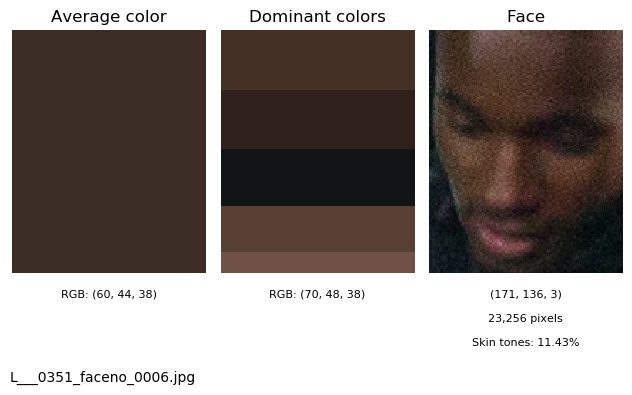 Average color
Dominant colors
Face
RGB: (60, 44, 38)
RGB: (70, 48, 38)
(171, 136, 3)
23,256 pixels
Skin tones: 11.43%
L___0351_faceno_0006.jpg